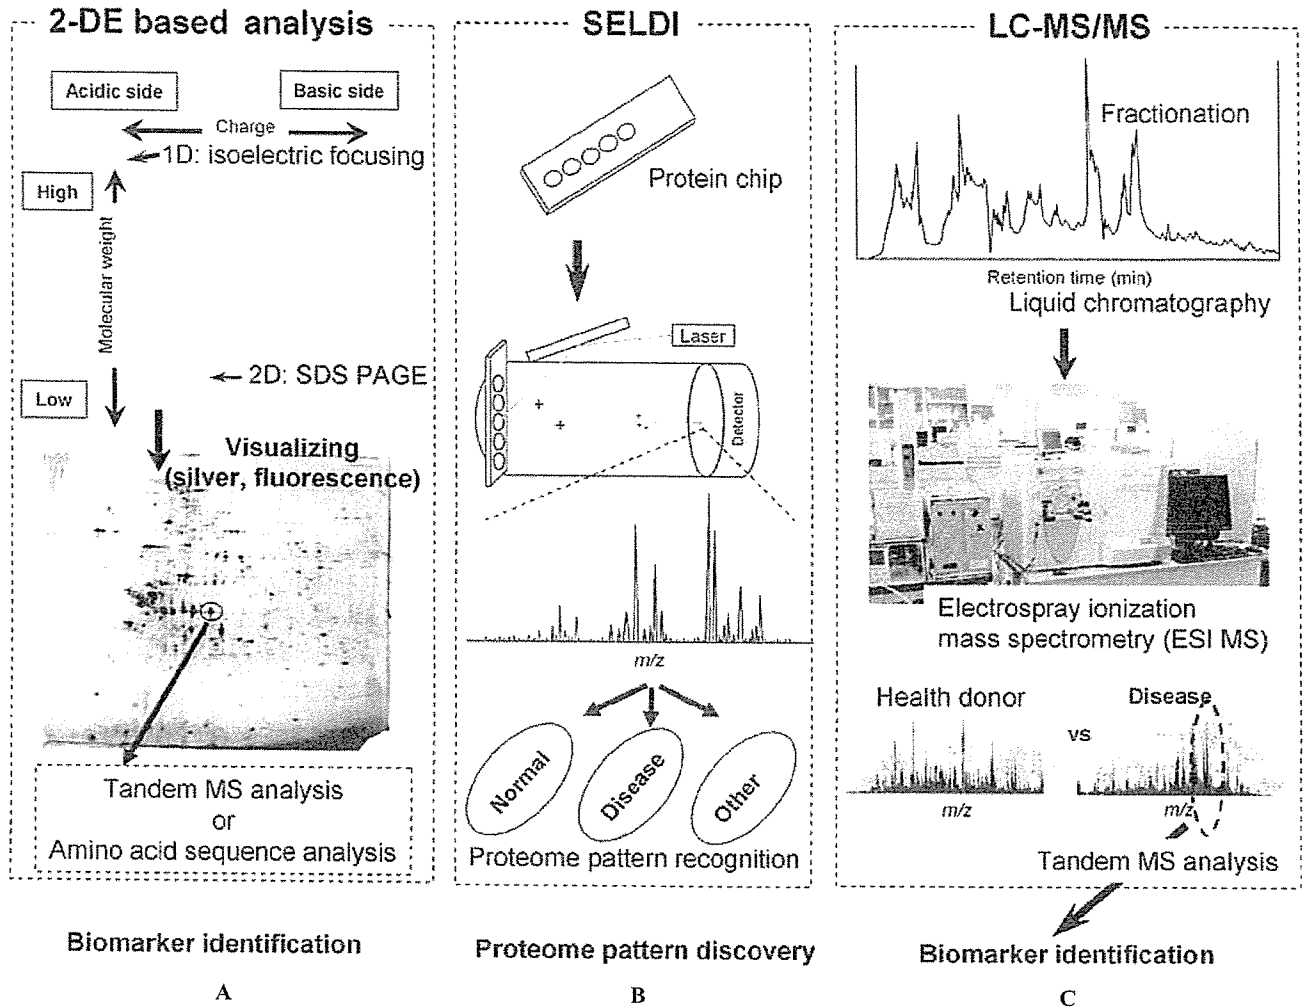 2-DE based analysis
Acidic side
Basic side
Charge
1D: isoelectric focusing
High
Molecular weight
Low
2D: SDS PAGE
Visualizing
(silver, fluorescence)
Tandem MS analysis
or
Amino acid sequence analysis
Biomarker identification
A
SELDI
Protein chip
Laser
Detector
m/z
Normal
Disease
Other
Proteome pattern recognition
Proteome pattern discovery
B
LC-MS/MS
Fractionation
Retention time (min)
Liquid chromatography
Electrospray ionization
mass spectrometry (ESI MS)
Health donor
vs
Disease
m/z
m/z
Tandem MS analysis
Biomarker identification
C